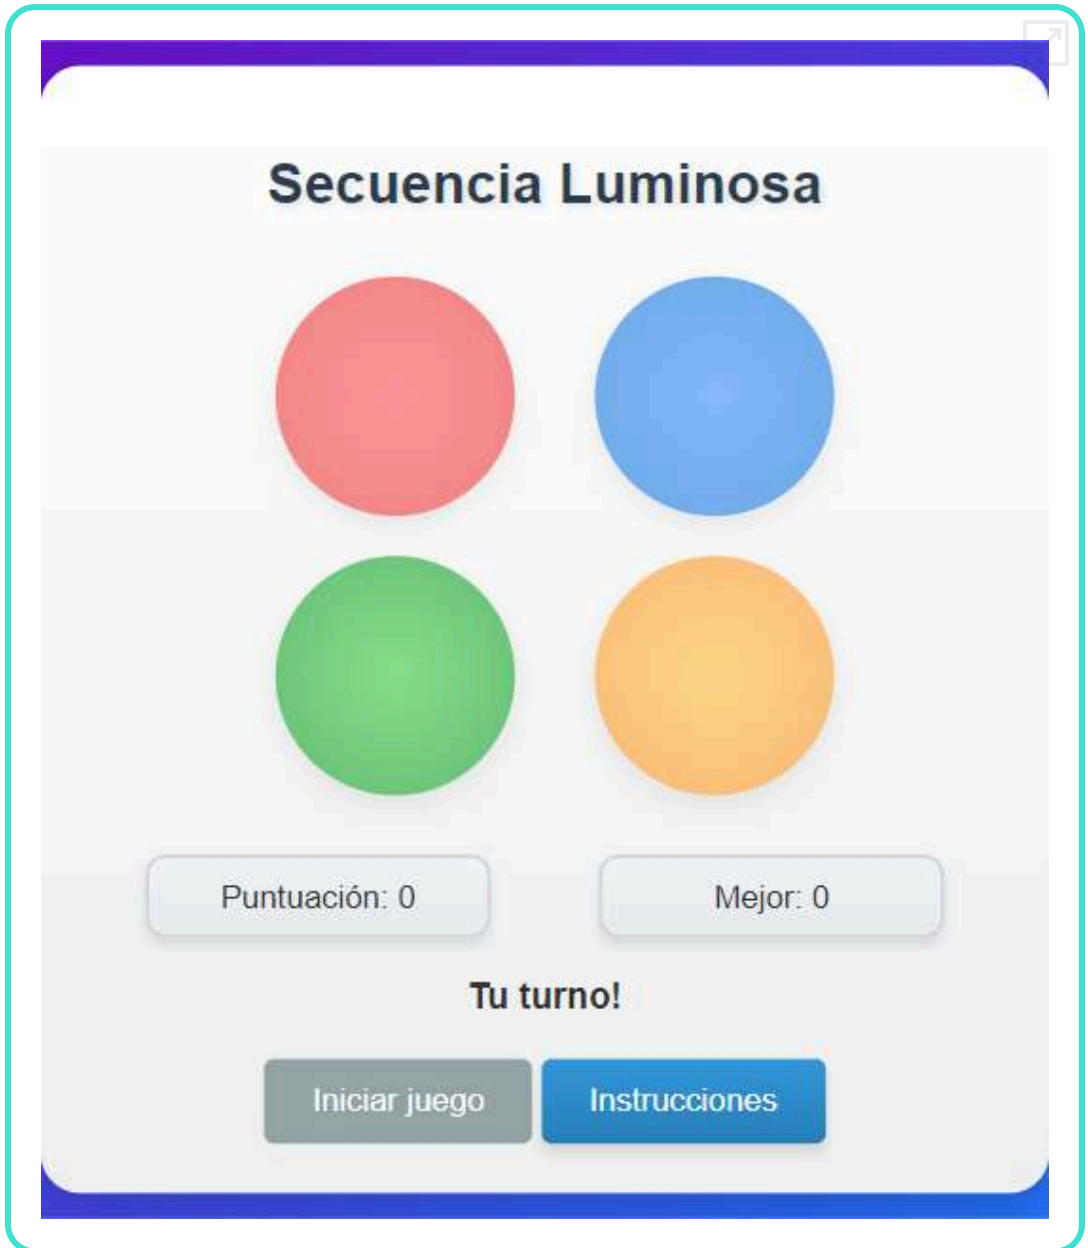 Secuencia Luminosa
Puntuación: 0
Mejor: 0
Tu turno!
Iniciar juego
Instrucciones